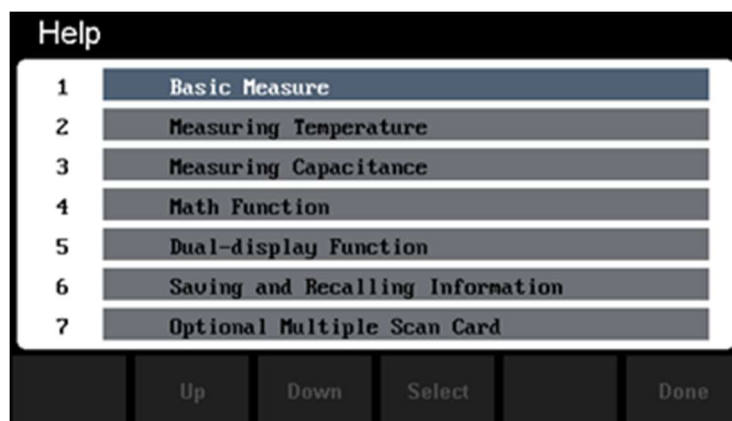 Help
1 Basic Measure
2 Measuring Temperature
3 Measuring Capacitance
4 Math Function
5 Dual-display Function
6 Saving and Recalling Information
7 Optional Multiple Scan Card
Up Down Select Done